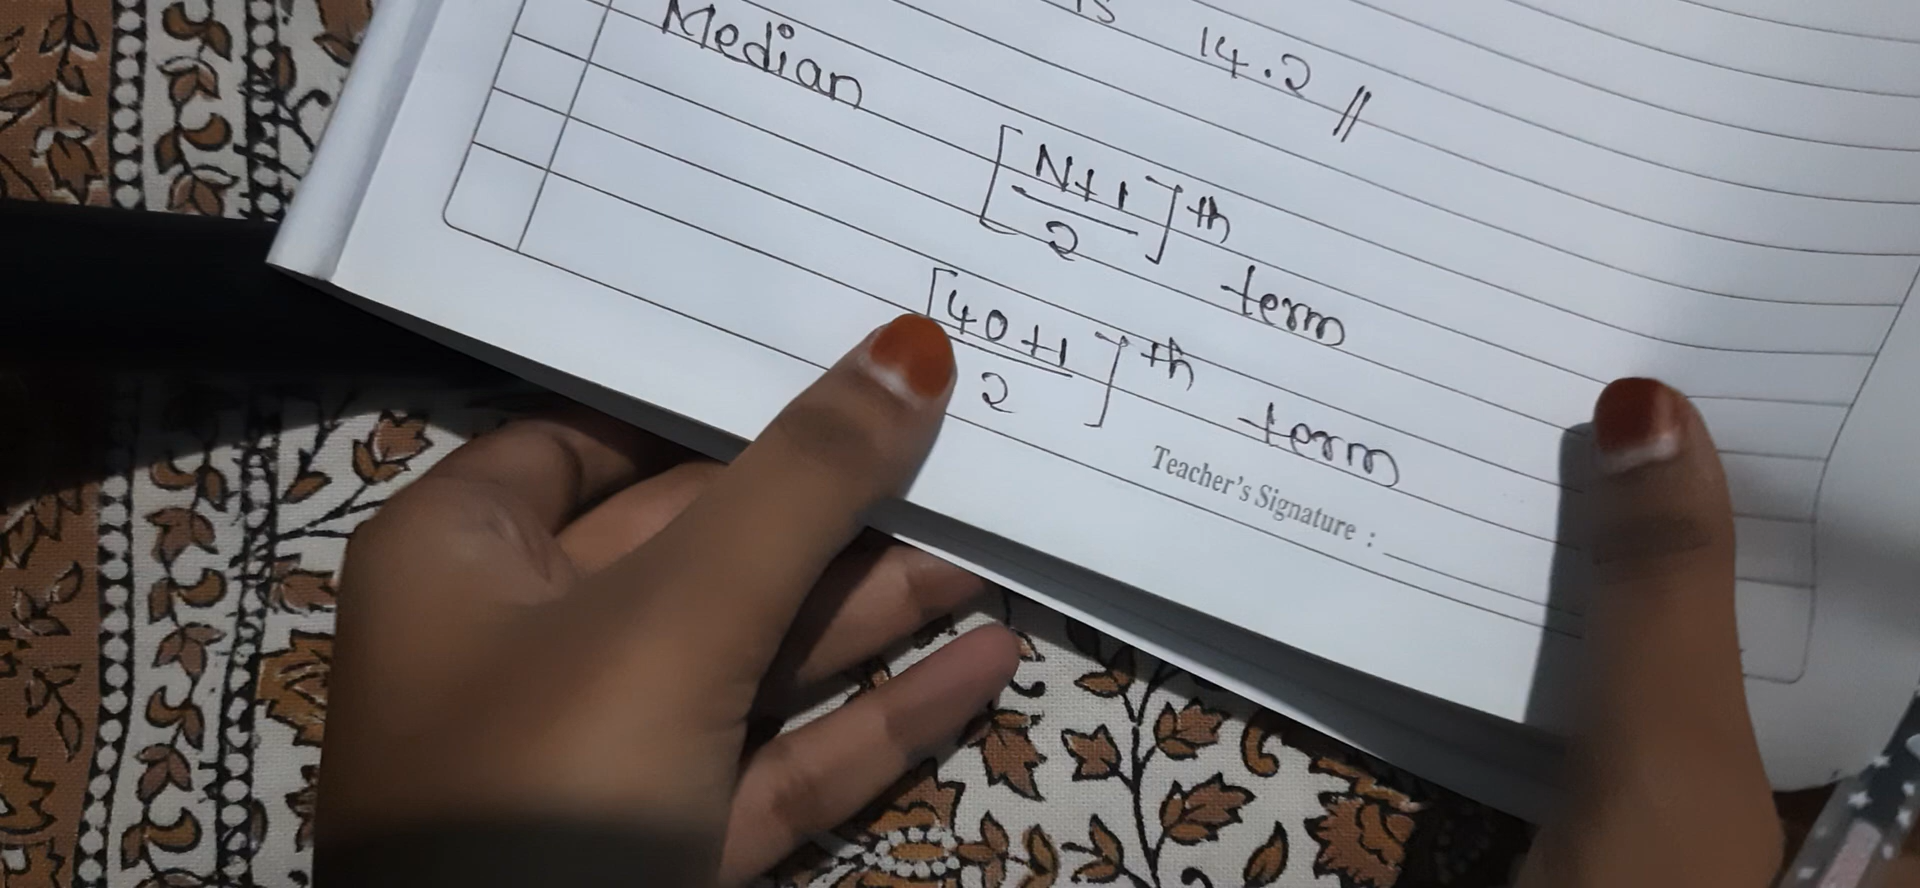 is 14.2 //
Median
[N+1/2]th term
[40+1/2]th term
Teacher's Signature :